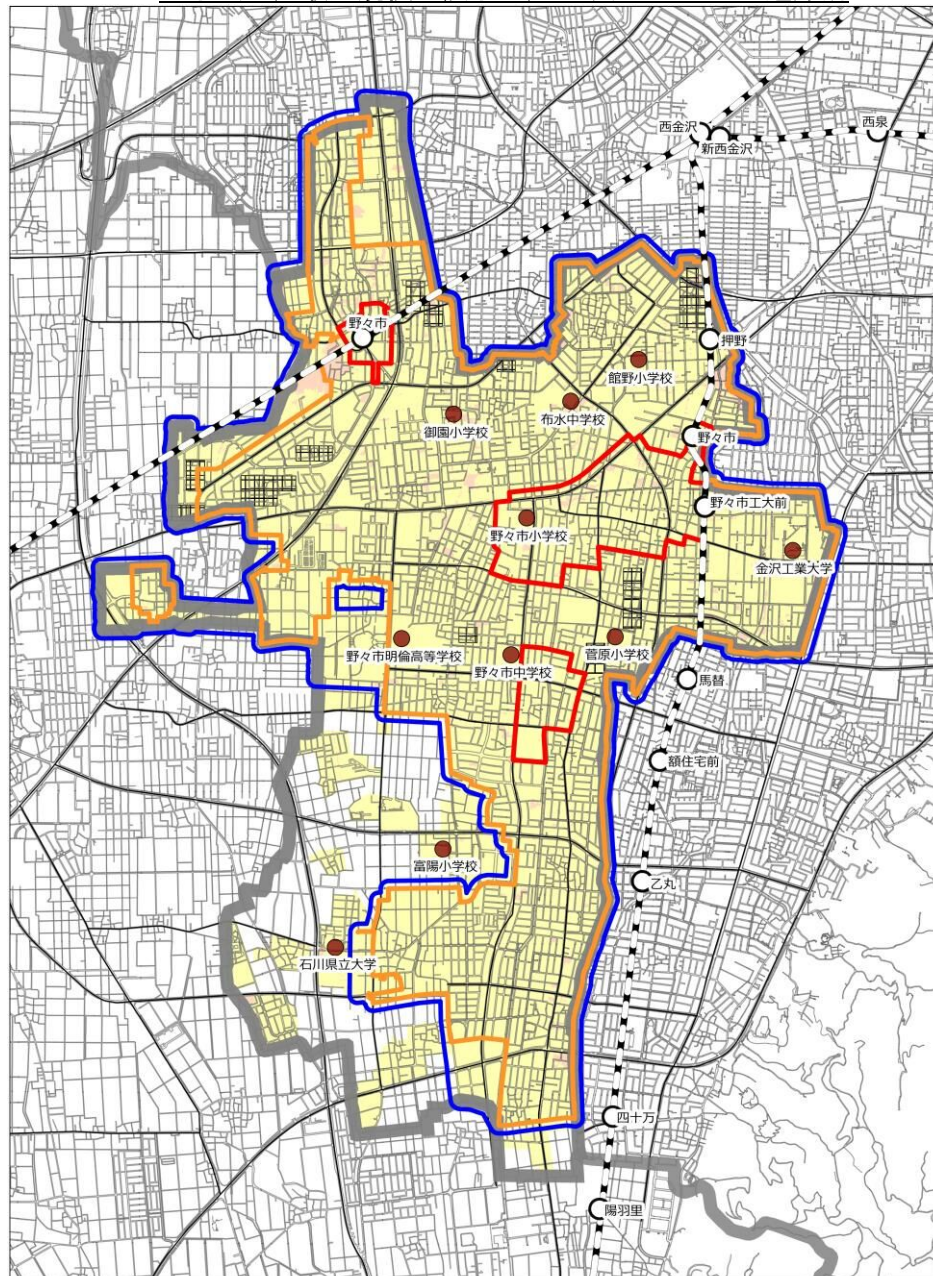 西金沢
新西金沢
西泉
野々市
押野
館野小学校
布水中学校
御園小学校
野々市
野々市工大前
野々市小学校
金沢工業大学
野々市明倫高等学校
野々市中学校
菅原小学校
馬替
額住宅前
富陽小学校
乙丸
石川県立大学
四十万
陽羽里